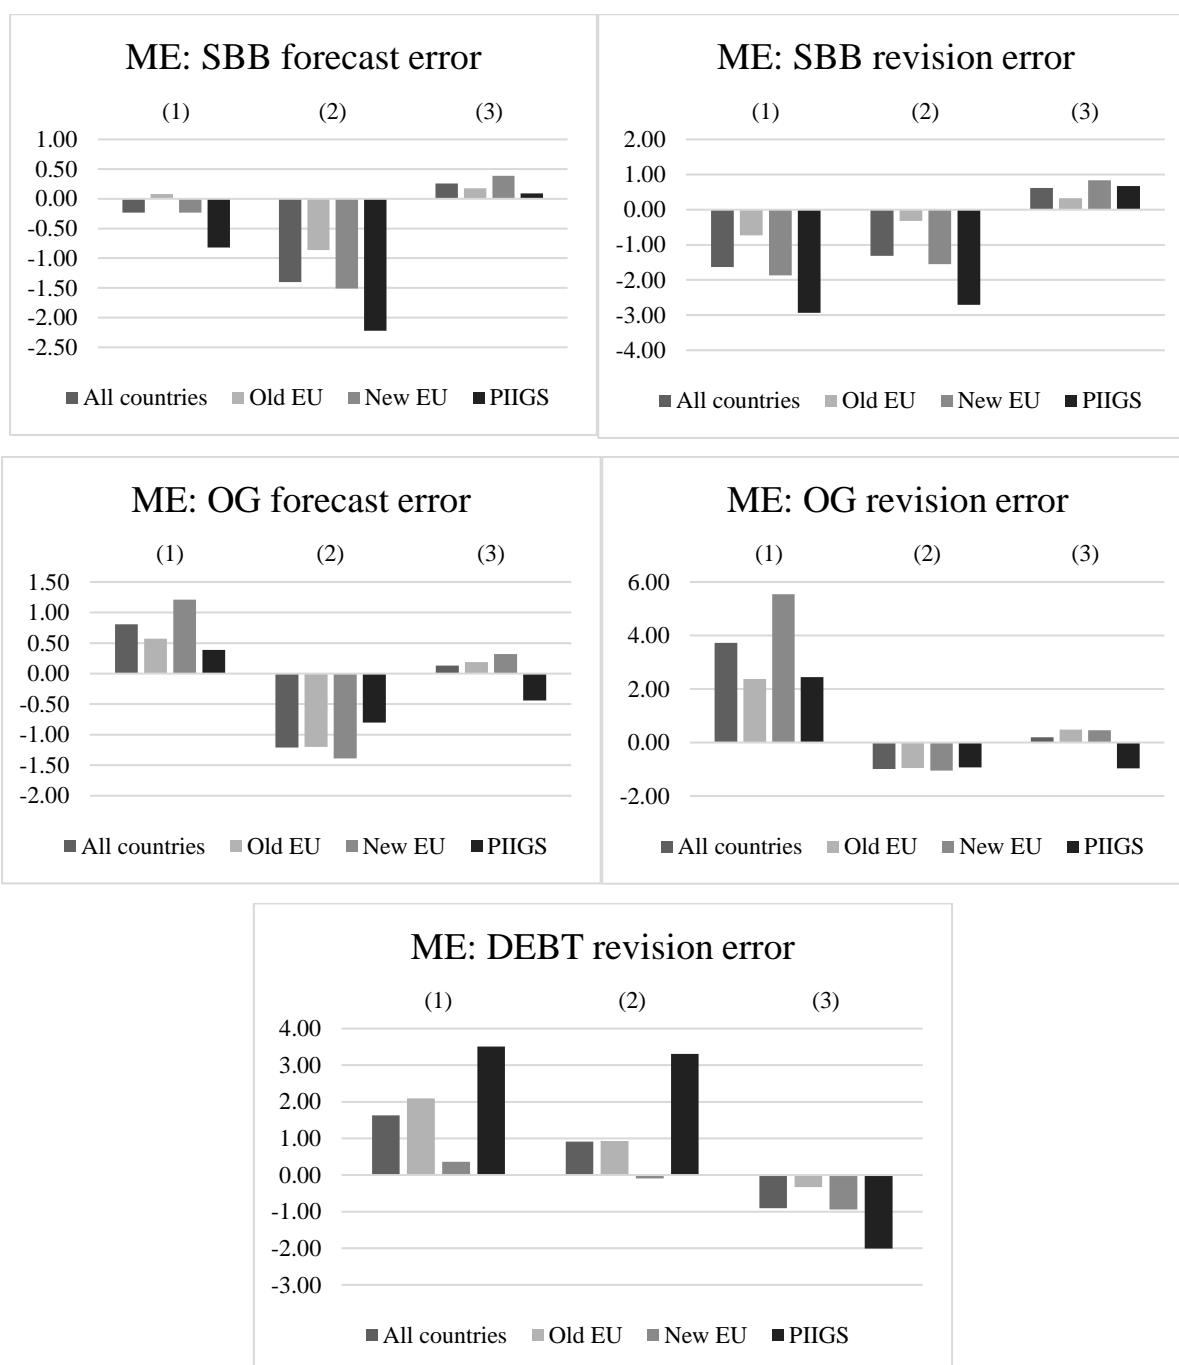 ME: SBB forecast error
(1) (2) (3)
1.00
0.50
0.00
-0.50
-1.00
-1.50
-2.00
-2.50
All countries Old EU New EU PIIGS
ME: SBB revision error
(1) (2) (3)
2.00
1.00
0.00
-1.00
-2.00
-3.00
-4.00
All countries Old EU New EU PIIGS
ME: OG forecast error
(1) (2) (3)
1.50
1.00
0.50
0.00
-0.50
-1.00
-1.50
-2.00
All countries Old EU New EU PIIGS
ME: OG revision error
(1) (2) (3)
6.00
4.00
2.00
0.00
-2.00
All countries Old EU New EU PIIGS
ME: DEBT revision error
(1) (2) (3)
4.00
3.00
2.00
1.00
0.00
-1.00
-2.00
-3.00
All countries Old EU New EU PIIGS